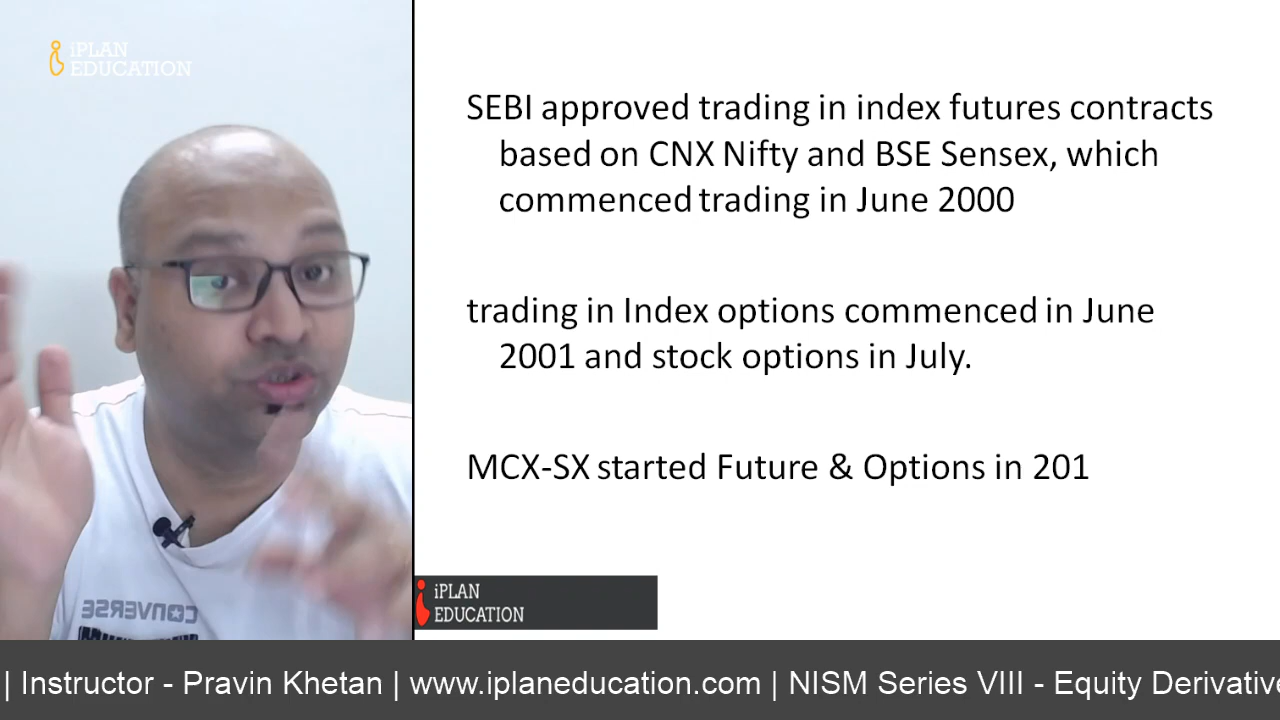 iPLAN
EDUCATION
SEBI approved trading in index futures contracts
based on CNX Nifty and BSE Sensex, which
commenced trading in June 2000
trading in Index options commenced in June
2001 and stock options in July.
MCX-SX started Future & Options in 201
iPLAN
EDUCATION
CONVERSE
| Instructor - Pravin Khetan | www.iplaneducation.com | NISM Series VIII - Equity Derivative